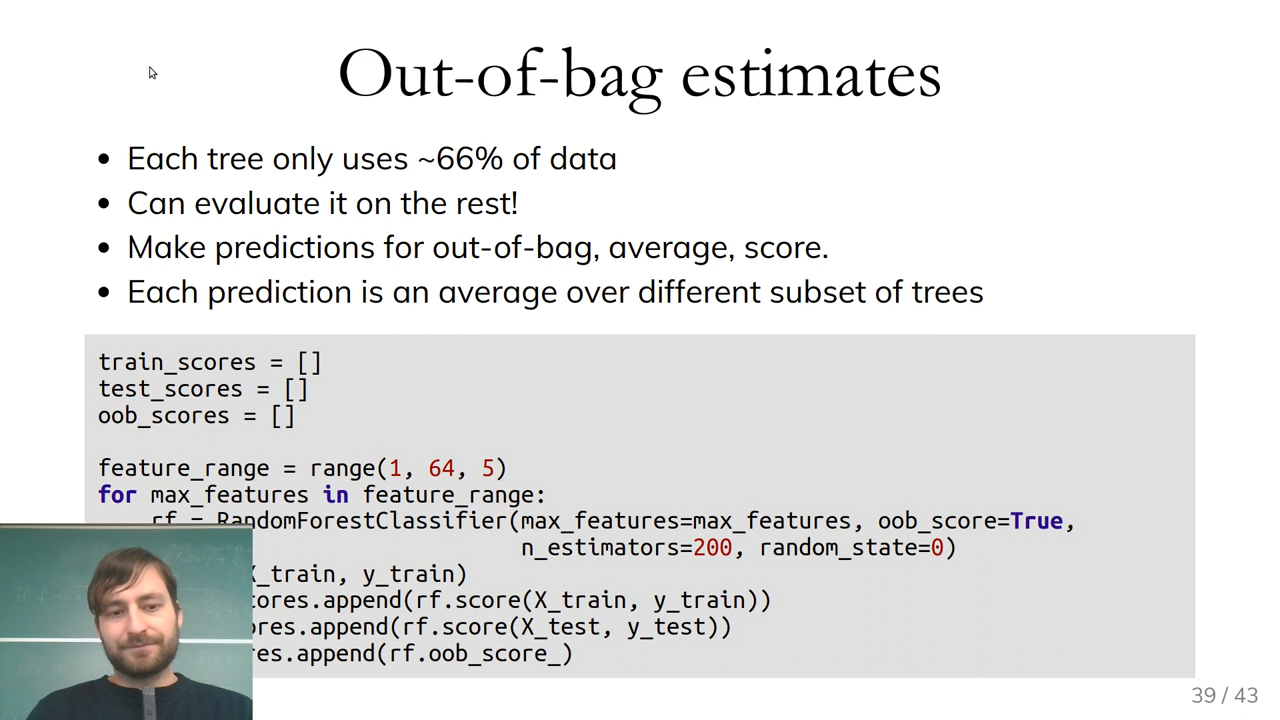 Out-of-bag estimates
• Each tree only uses ~66% of data
• Can evaluate it on the rest!
• Make predictions for out-of-bag, average, score.
• Each prediction is an average over different subset of trees
train_scores = []
test_scores = []
oob_scores = []
feature_range = range(1, 64, 5)
for max_features in feature_range:
rf = RandomForestClassifier(max_features=max_features, oob_score=True,
n_estimators=200, random_state=0)
X_train, y_train)
cores.append(rf.score(X_train, y_train))
ores.append(rf.score(X_test, y_test))
res.append(rf.oob_score_)
39 / 43